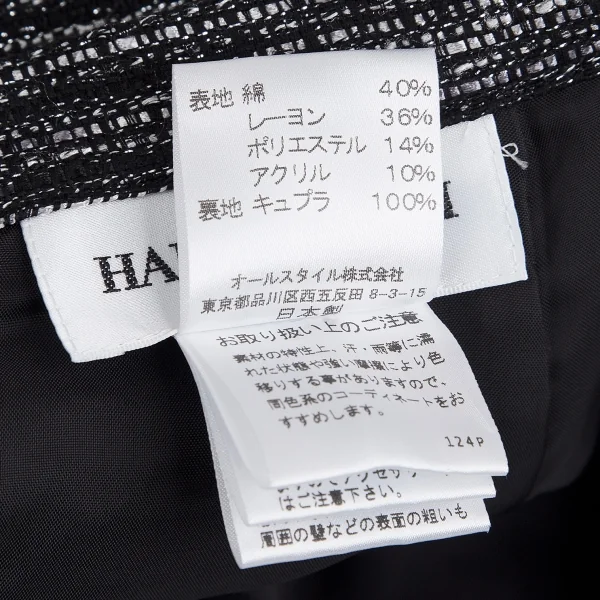 表地 綿 40%
レーヨン 36%
ポリエステル 14%
アクリル 10%
裏地 キュプラ 100%
HA
オールスタイル株式会社
東京都品川区西五反田 8-3-15
日本製
お取り扱い上のご注意
素材の特性上、汗・雨等に濡
れた状態や強い摩擦により色
移りする事がありますので、
同色系のコーディネートをお
すすめします。
124P
はご注意下さい。
周囲の壁などの表面の粗いも